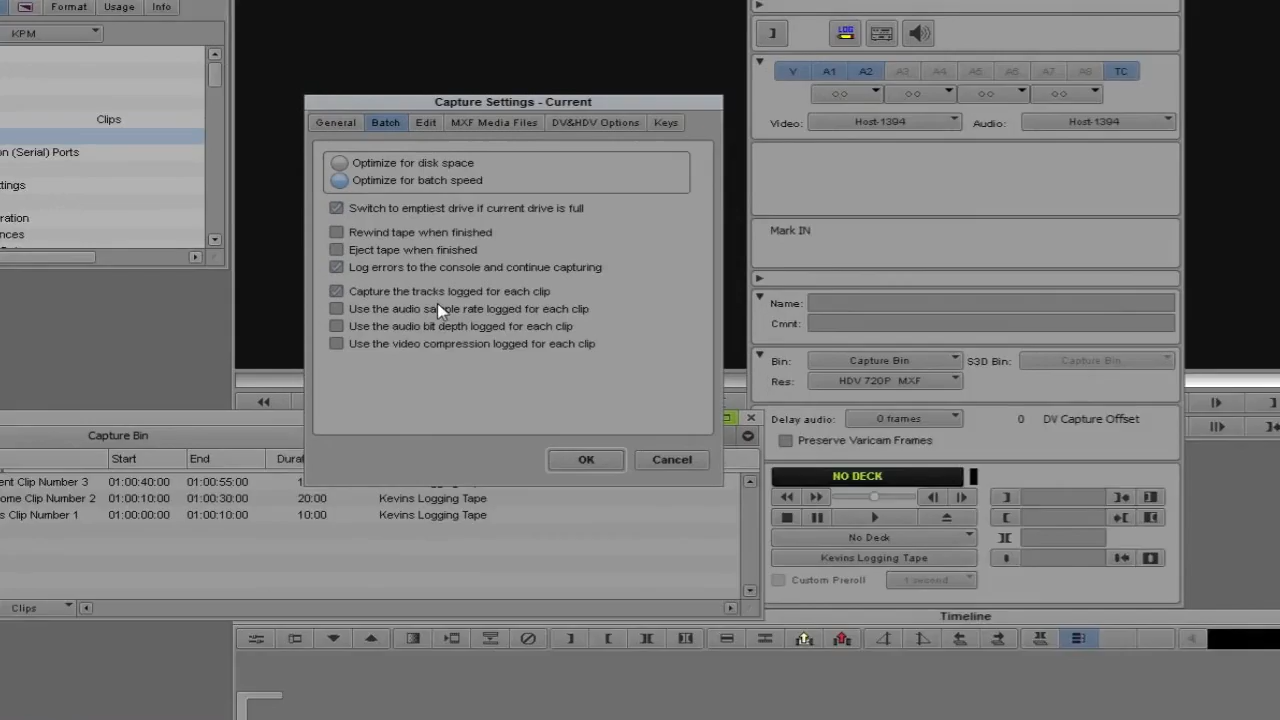 Format Usage Info
KPM
Clips
on (Serial) Ports
ttings
ration
nces
Capture Settings - Current
General Batch Edit MXF Media Files DV&HDV Options Keys
Optimize for disk space
Optimize for batch speed
Switch to emptiest drive if current drive is full
Rewind tape when finished
Eject tape when finished
Log errors to the console and continue capturing
Capture the tracks logged for each clip
Use the audio sample rate logged for each clip
Use the audio bit depth logged for each clip
Use the video compression logged for each clip
OK Cancel
LOG
V A1 A2 A3 A4 A5 A6 A7 A8 TC
Video: Host-1394 Audio: Host-1394
Mark IN
Name:
Cmnt:
Bin: Capture Bin S3D Bin: Capture Bin
Res: HDV 720P MXF
Delay audio: 0 frames 0 DV Capture Offset
Preserve Varicam Frames
NO DECK
No Deck
Kevins Logging Tape
Custom Preroll 1 second
Capture Bin
Start End Durat
ent Clip Number 3 01:00:40:00 01:00:55:00 1
ome Clip Number 2 01:00:10:00 01:00:30:00 20:00 Kevins Logging Tape
s Clip Number 1 01:00:00:00 01:00:10:00 10:00 Kevins Logging Tape
Clips
Timeline